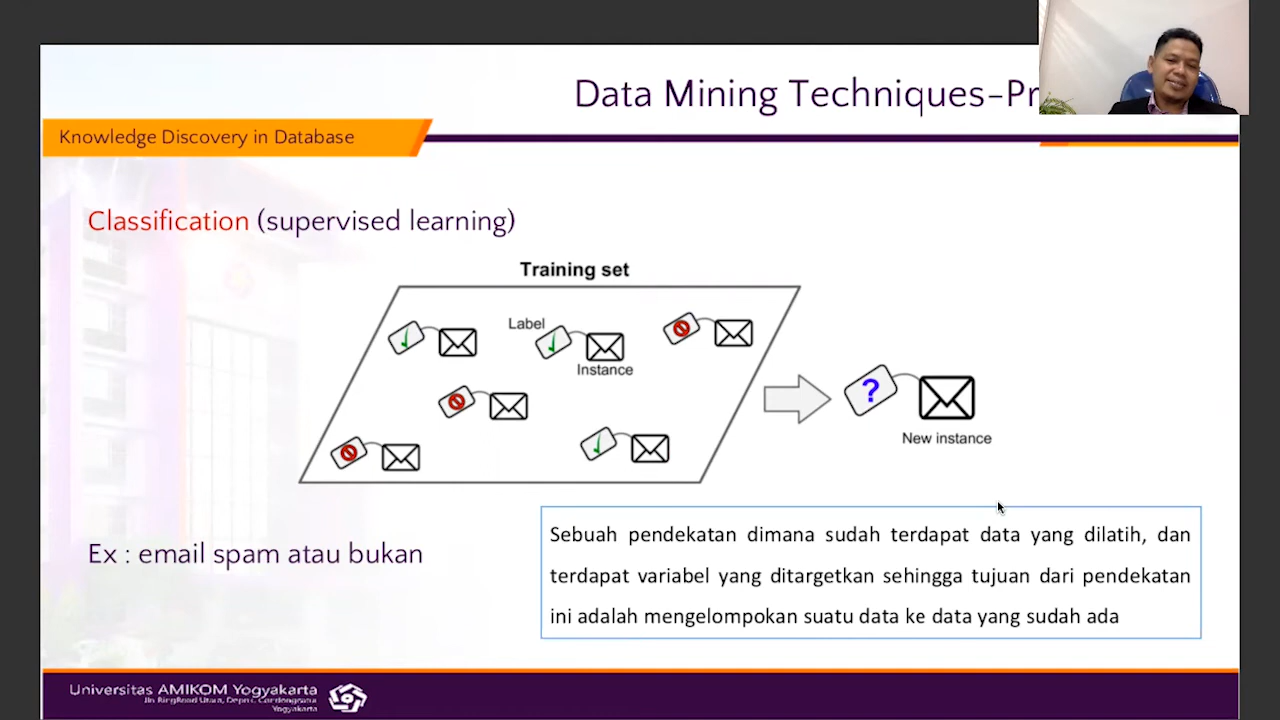 Data Mining Techniques-Pr
Knowledge Discovery in Database
Classification (supervised learning)
Training set
Label
Instance
?
New instance
Ex : email spam atau bukan
Sebuah pendekatan dimana sudah terdapat data yang dilatih, dan
terdapat variabel yang ditargetkan sehingga tujuan dari pendekatan
ini adalah mengelompokan suatu data ke data yang sudah ada
Universitas AMIKOM Yogyakarta
Yogyakarta